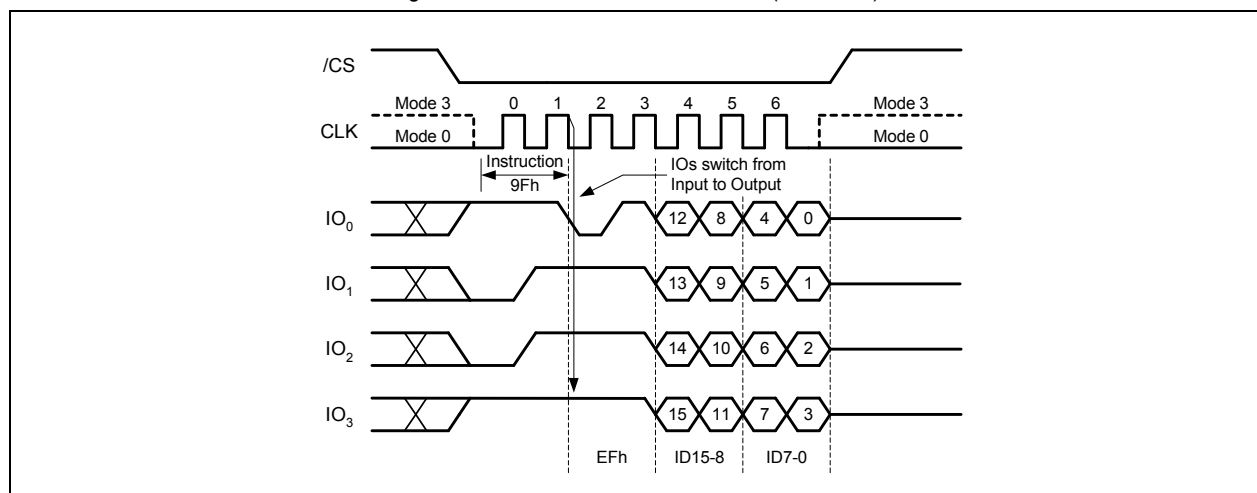 /CS
Mode 3 0 1 2 3 4 5 6 Mode 3
CLK Mode 0 Mode 0
Instruction IOs switch from
9Fh Input to Output
IO0 12 8 4 0
IO1 13 9 5 1
IO2 14 10 6 2
IO3 15 11 7 3
EFh ID15-8 ID7-0